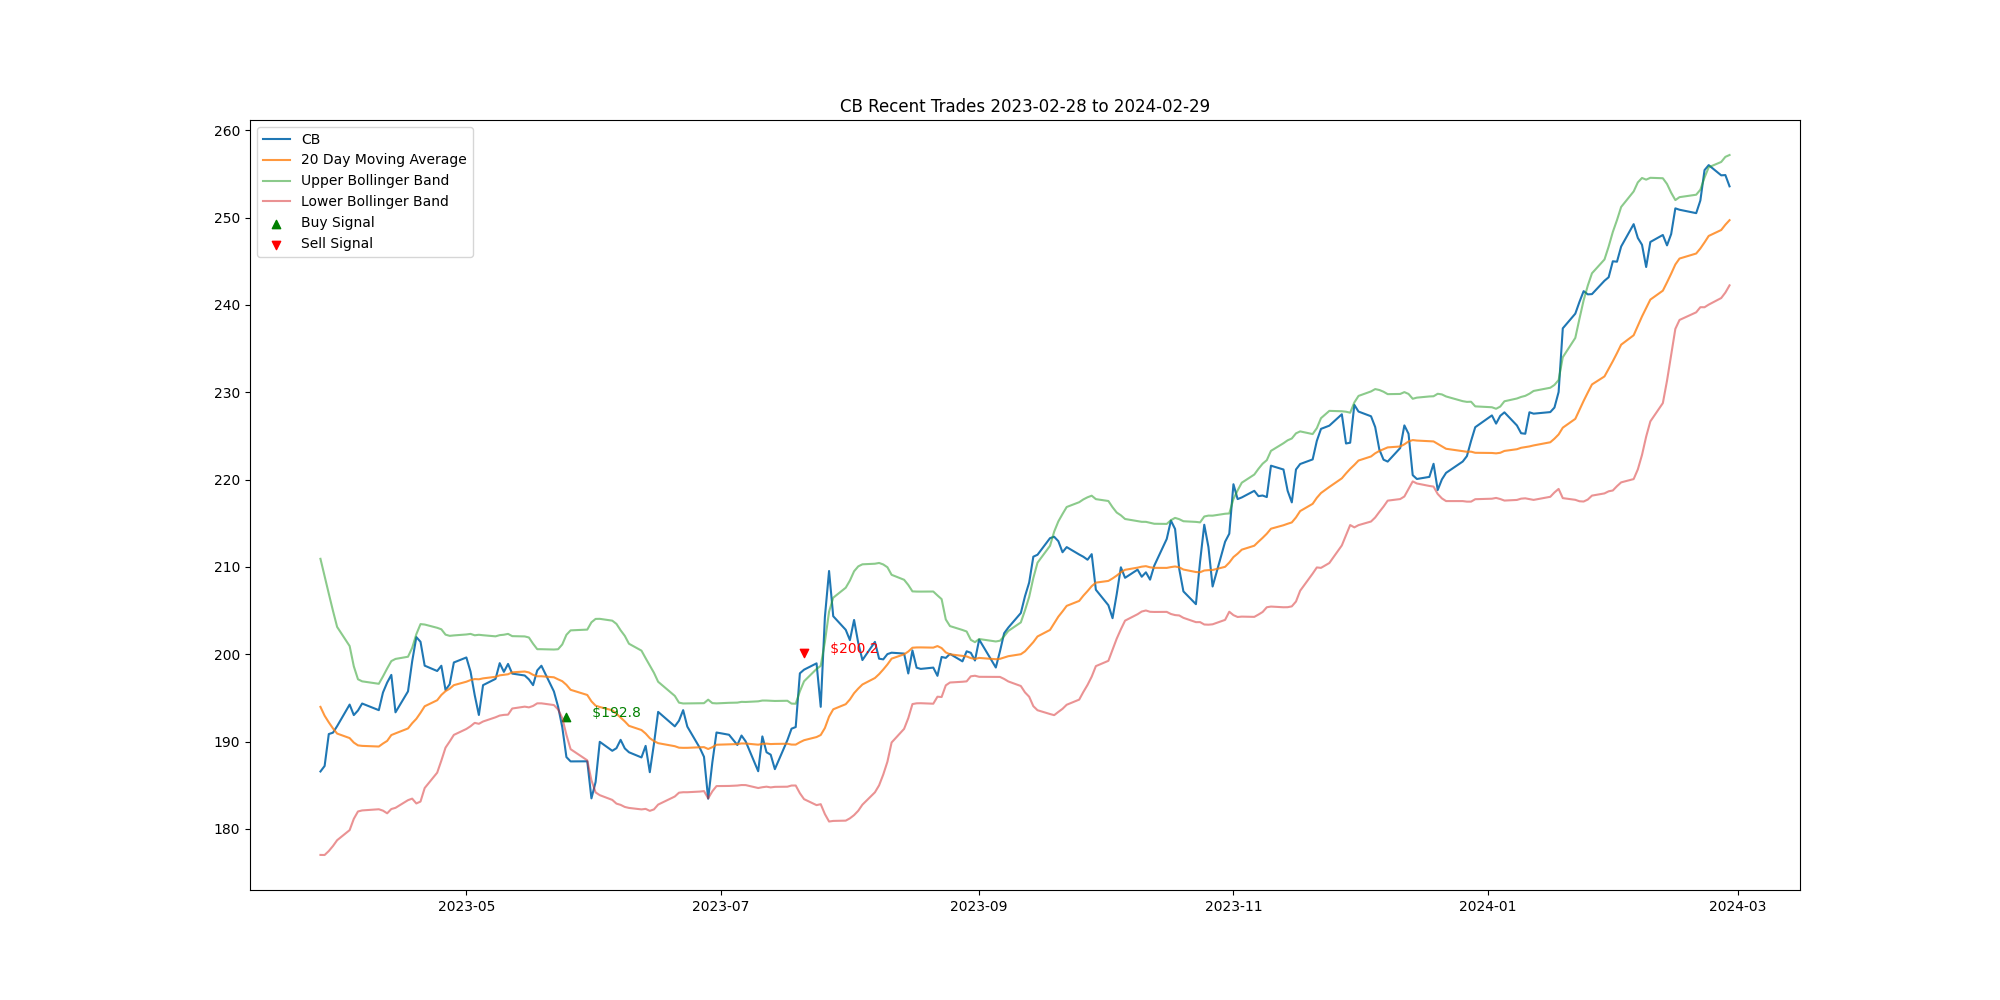 CB Recent Trades 2023-02-28 to 2024-02-29
CB
20 Day Moving Average
Upper Bollinger Band
Lower Bollinger Band
Buy Signal
Sell Signal
260
250
240
230
220
210
200
190
180
$200.2
$192.8
2023-05
2023-07
2023-09
2023-11
2024-01
2024-03